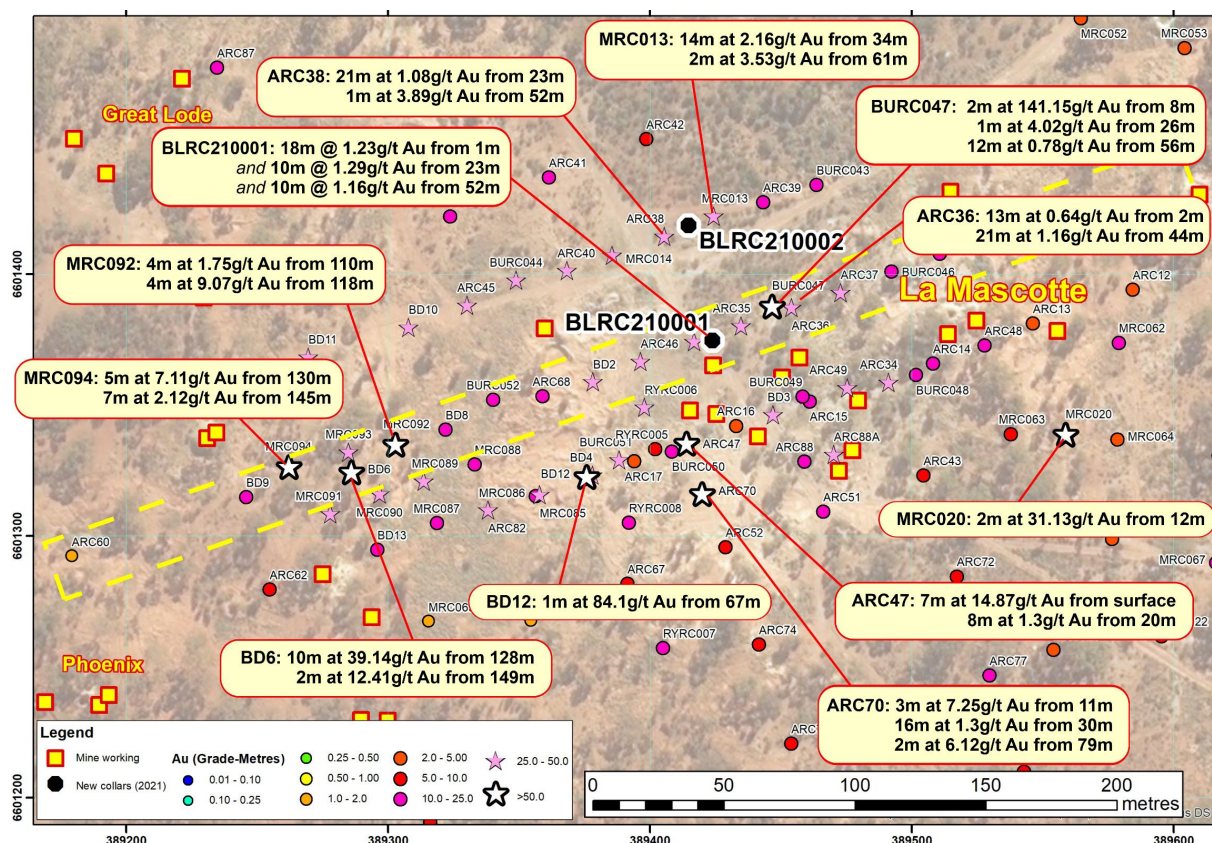 MRC052
MRC053
ARC87
MRC013: 14m at 2.16g/t Au from 34m
2m at 3.53g/t Au from 61m
ARC38: 21m at 1.08g/t Au from 23m
1m at 3.89g/t Au from 52m
BURC047: 2m at 141.15g/t Au from 8m
1m at 4.02g/t Au from 26m
12m at 0.78g/t Au from 56m
Great Lode
ARC42
BLRC210001: 18m @ 1.23g/t Au from 1m
and 10m @ 1.29g/t Au from 23m
and 10m @ 1.16g/t Au from 52m
ARC41
BURC043
ARC39
MRC013
ARC38
BLRC210002
ARC36: 13m at 0.64g/t Au from 2m
21m at 1.16g/t Au from 44m
MRC092: 4m at 1.75g/t Au from 110m
4m at 9.07g/t Au from 118m
ARC40
MRC014
BURC044
ARC45
BURC047
ARC37
BURC046
ARC12
La Mascotte
BD10
BLRC210001
ARC35
ARC36
ARC13
BD11
ARC46
ARC48
MRC062
ARC14
MRC094: 5m at 7.11g/t Au from 130m
7m at 2.12g/t Au from 145m
BD2
BURC052
ARC68
RYRC006
BURC049
ARC49
ARC34
BURC048
BD3
ARC15
BD8
ARC16
MRC063
MRC020
MRC064
MRC092
MRC093
MRC094
BURC051
RYRC005
ARC47
ARC88
ARC88A
BD9
BD6
MRC089
MRC088
BD4
BD12
ARC17
BURC050
ARC43
MRC091
MRC090
MRC086
MRC085
ARC70
ARC51
MRC087
ARC82
RYRC008
MRC020: 2m at 31.13g/t Au from 12m
ARC60
BD13
ARC52
MRC067
ARC62
ARC67
ARC72
BD12: 1m at 84.1g/t Au from 67m
ARC47: 7m at 14.87g/t Au from surface
8m at 1.3g/t Au from 20m
RYRC007
ARC74
BD6: 10m at 39.14g/t Au from 128m
2m at 12.41g/t Au from 149m
Phoenix
ARC77
ARC70: 3m at 7.25g/t Au from 11m
16m at 1.3g/t Au from 30m
2m at 6.12g/t Au from 79m
Legend
Mine working
New collars (2021)
Au (Grade-Metres)
0.01 - 0.10
0.10 - 0.25
0.25 - 0.50
0.50 - 1.00
1.0 - 2.0
2.0 - 5.00
5.0 - 10.0
10.0 - 25.0
25.0 - 50.0
>50.0
0 50 100 150 200
metres
6601400
6601300
6601200
389200 389300 389400 389500 389600